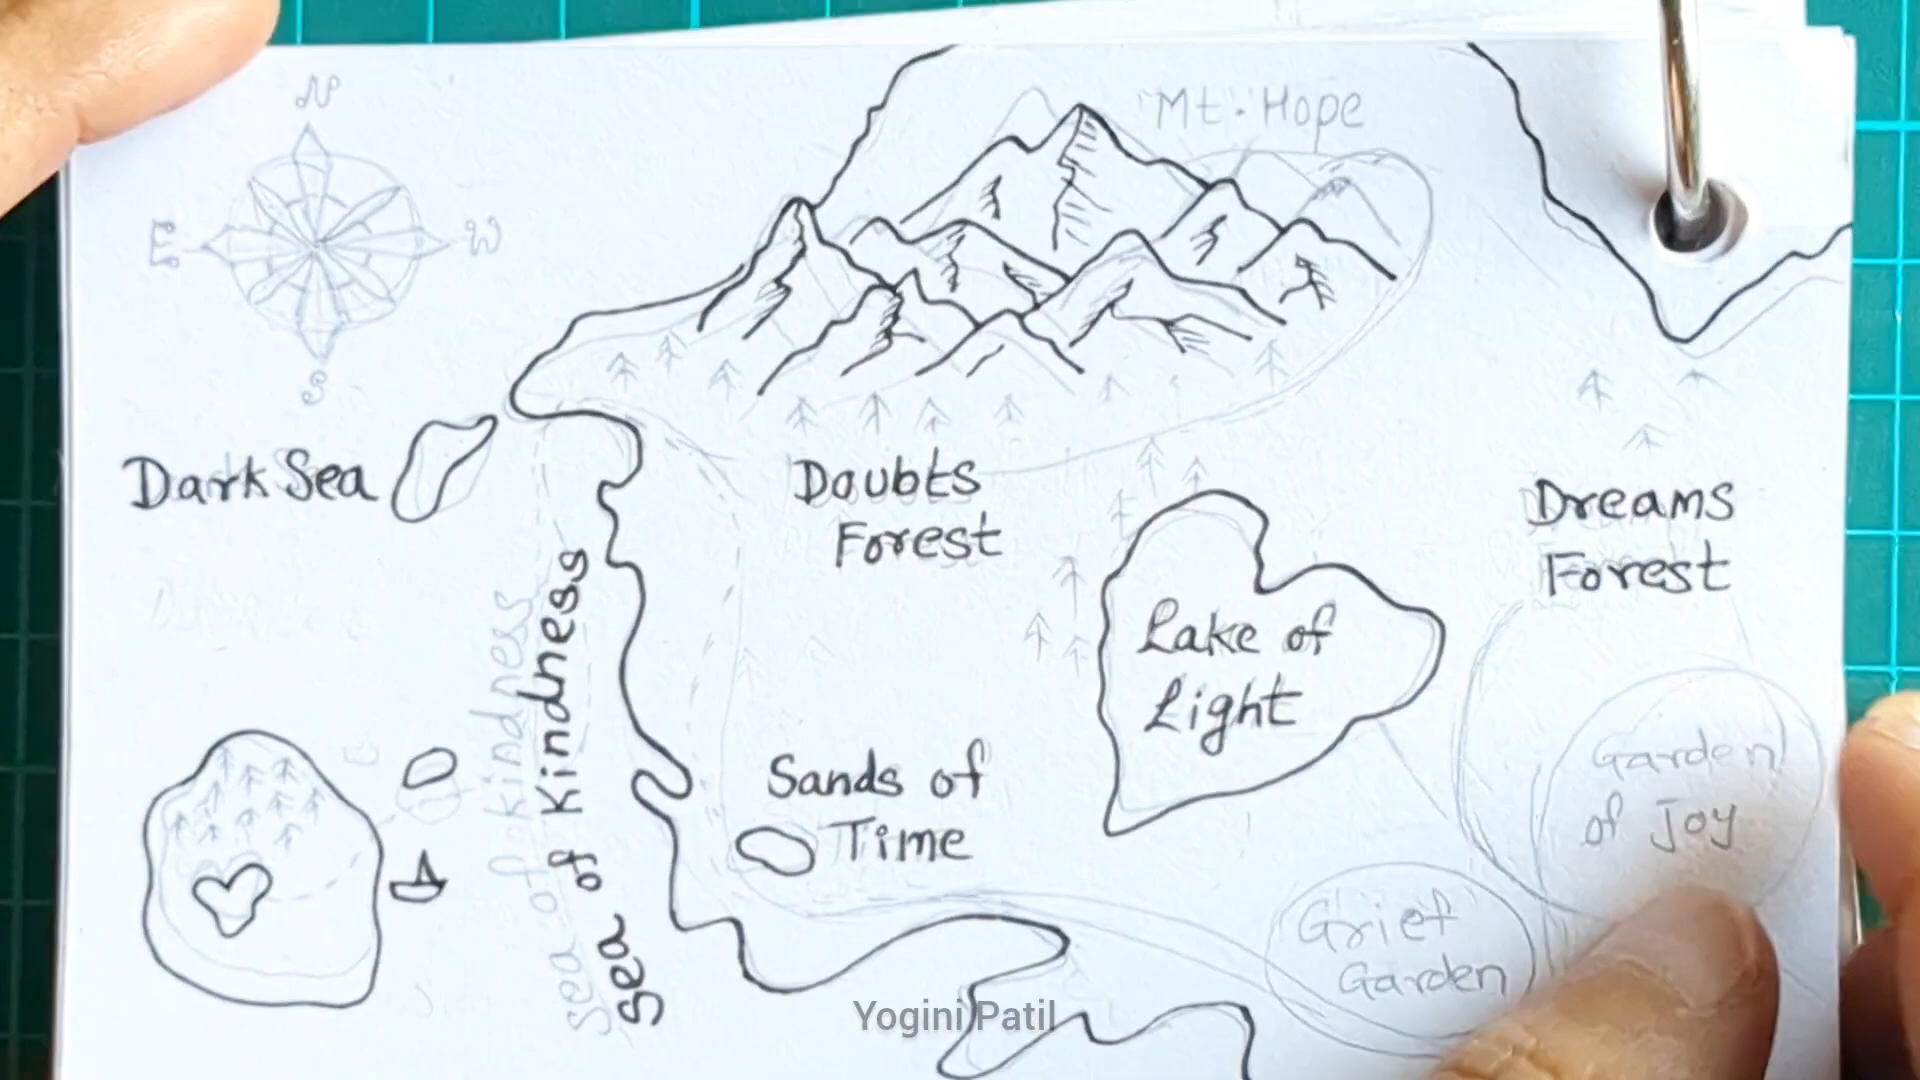 N
Mt. Hope
E
W
S
Dark Sea
Doubts
Forest
Dreams
Forest
Sea of Kindness
Sea of Kindness
Lake of
Light
Sands of
Time
Garden
of Joy
Grief
Garden
Yogini Patil